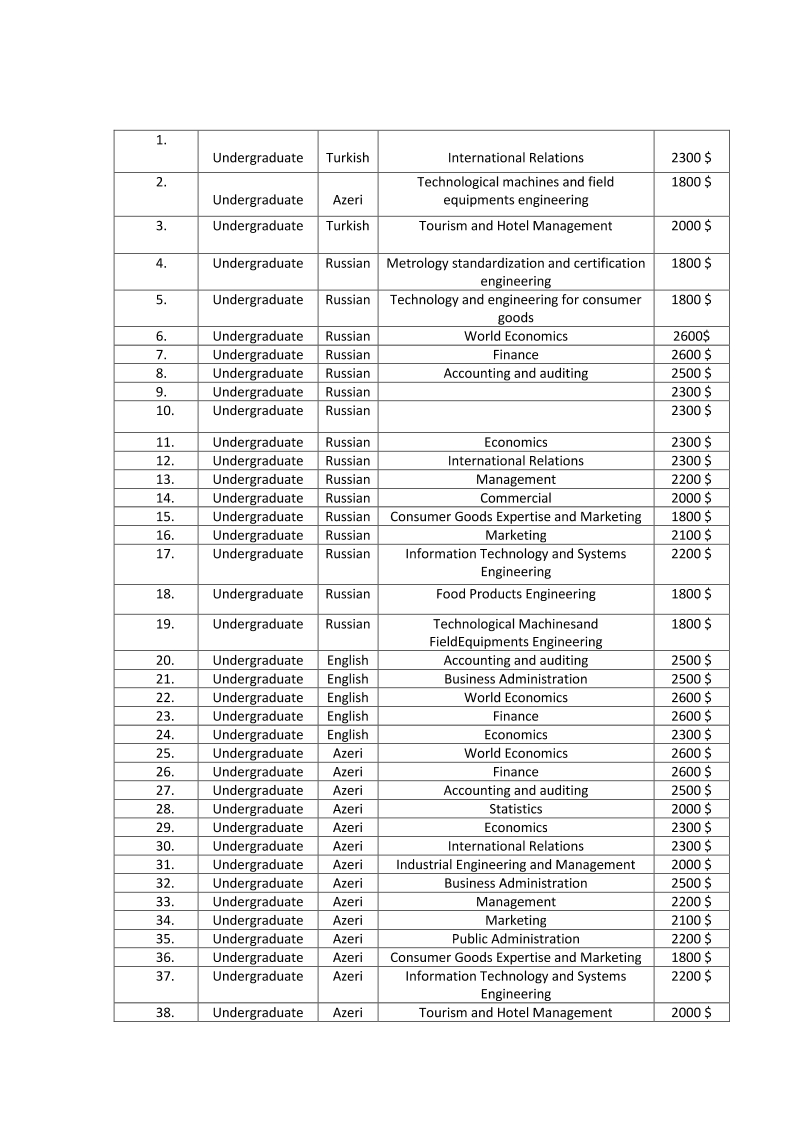 1. Undergraduate Turkish International Relations 2300 $
2. Undergraduate Azeri Technological machines and field 1800 $
equipments engineering
3. Undergraduate Turkish Tourism and Hotel Management 2000 $
4. Undergraduate Russian Metrology standardization and certification 1800 $
engineering
5. Undergraduate Russian Technology and engineering for consumer 1800 $
goods
6. Undergraduate Russian World Economics 2600$
7. Undergraduate Russian Finance 2600 $
8. Undergraduate Russian Accounting and auditing 2500 $
9. Undergraduate Russian 2300 $
10. Undergraduate Russian 2300 $
11. Undergraduate Russian Economics 2300 $
12. Undergraduate Russian International Relations 2300 $
13. Undergraduate Russian Management 2200 $
14. Undergraduate Russian Commercial 2000 $
15. Undergraduate Russian Consumer Goods Expertise and Marketing 1800 $
16. Undergraduate Russian Marketing 2100 $
17. Undergraduate Russian Information Technology and Systems 2200 $
Engineering
18. Undergraduate Russian Food Products Engineering 1800 $
19. Undergraduate Russian Technological Machinesand 1800 $
FieldEquipments Engineering
20. Undergraduate English Accounting and auditing 2500 $
21. Undergraduate English Business Administration 2500 $
22. Undergraduate English World Economics 2600 $
23. Undergraduate English Finance 2600 $
24. Undergraduate English Economics 2300 $
25. Undergraduate Azeri World Economics 2600 $
26. Undergraduate Azeri Finance 2600 $
27. Undergraduate Azeri Accounting and auditing 2500 $
28. Undergraduate Azeri Statistics 2000 $
29. Undergraduate Azeri Economics 2300 $
30. Undergraduate Azeri International Relations 2300 $
31. Undergraduate Azeri Industrial Engineering and Management 2000 $
32. Undergraduate Azeri Business Administration 2500 $
33. Undergraduate Azeri Management 2200 $
34. Undergraduate Azeri Marketing 2100 $
35. Undergraduate Azeri Public Administration 2200 $
36. Undergraduate Azeri Consumer Goods Expertise and Marketing 1800 $
37. Undergraduate Azeri Information Technology and Systems 2200 $
Engineering
38. Undergraduate Azeri Tourism and Hotel Management 2000 $